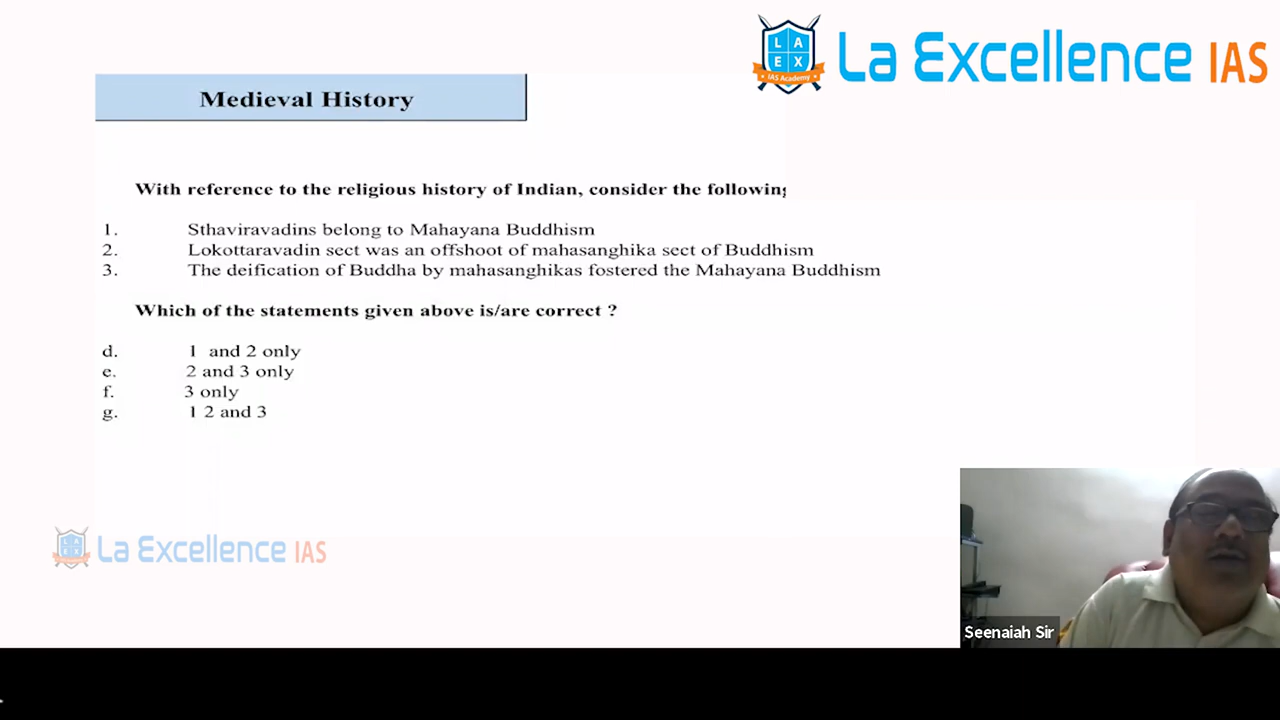 L A
E X
IAS Academy
La Excellence IAS
Medieval History
With reference to the religious history of Indian, consider the following
1. Sthaviravadins belong to Mahayana Buddhism
2. Lokottaravadin sect was an offshoot of mahasanghika sect of Buddhism
3. The deification of Buddha by mahasanghikas fostered the Mahayana Buddhism
Which of the statements given above is/are correct ?
d. 1 and 2 only
e. 2 and 3 only
f. 3 only
g. 1 2 and 3
La Excellence IAS
Seenaiah Sir